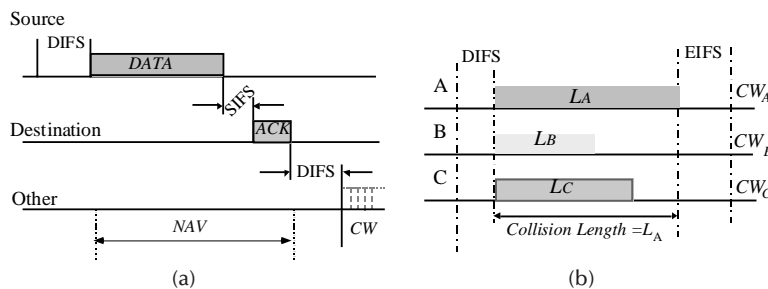 Source
DIFS
DATA
SIFS
Destination
ACK
DIFS
Other
NAV
CW
(a)
DIFS
EIFS
A
LA
CWA
B
LB
CWB
C
LC
CWC
Collision Length =LA
(b)